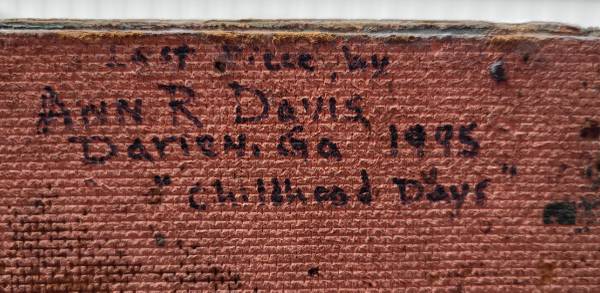 Last Piece by
Ann R Davis
Darien, Ga 1995
"Childhood Days"